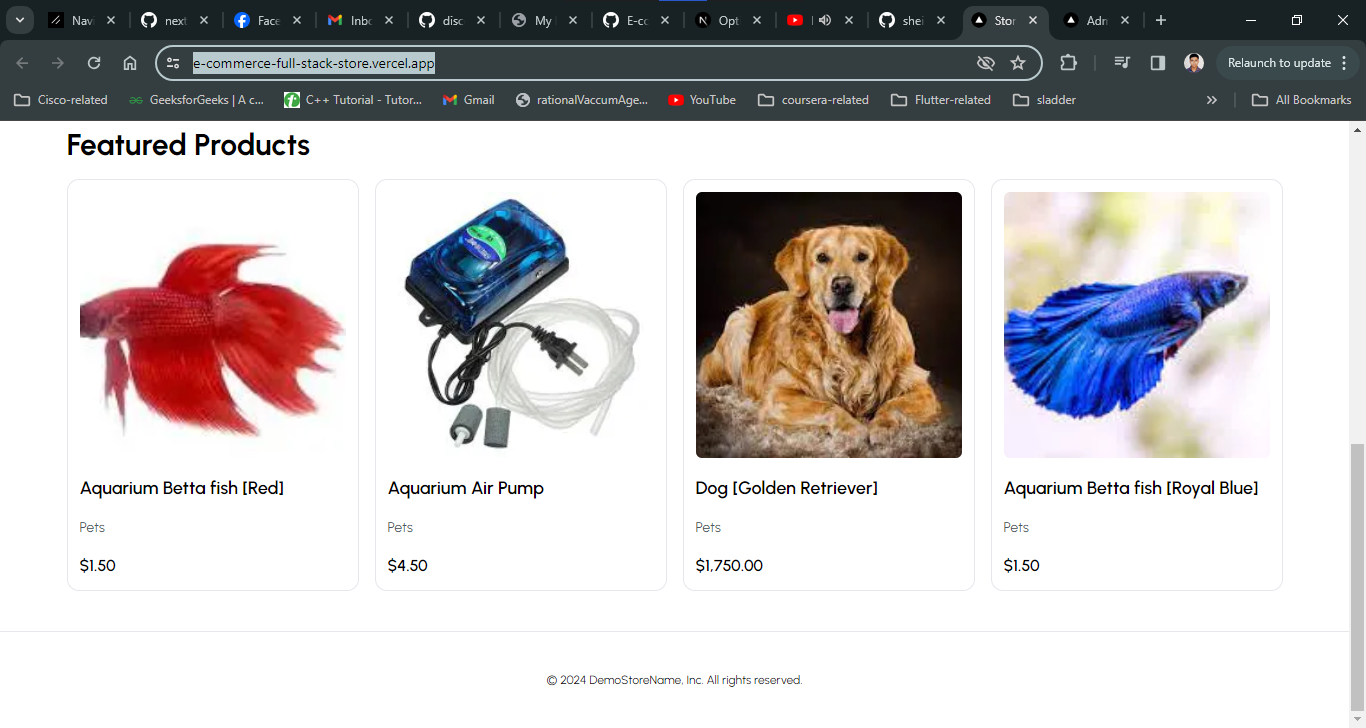 Navi
next
Face
Inbo
disc
My
E-co
Opt
shei
Stor
Adn
e-commerce-full-stack-store.vercel.app
Relaunch to update
Cisco-related
GeeksforGeeks | A c...
C++ Tutorial - Tutor...
Gmail
rationalVaccumAge...
YouTube
coursera-related
Flutter-related
sladder
All Bookmarks
Featured Products
Aquarium Betta fish [Red]
Pets
$1.50
Aquarium Air Pump
Pets
$4.50
Dog [Golden Retriever]
Pets
$1,750.00
Aquarium Betta fish [Royal Blue]
Pets
$1.50
© 2024 DemoStoreName, Inc. All rights reserved.